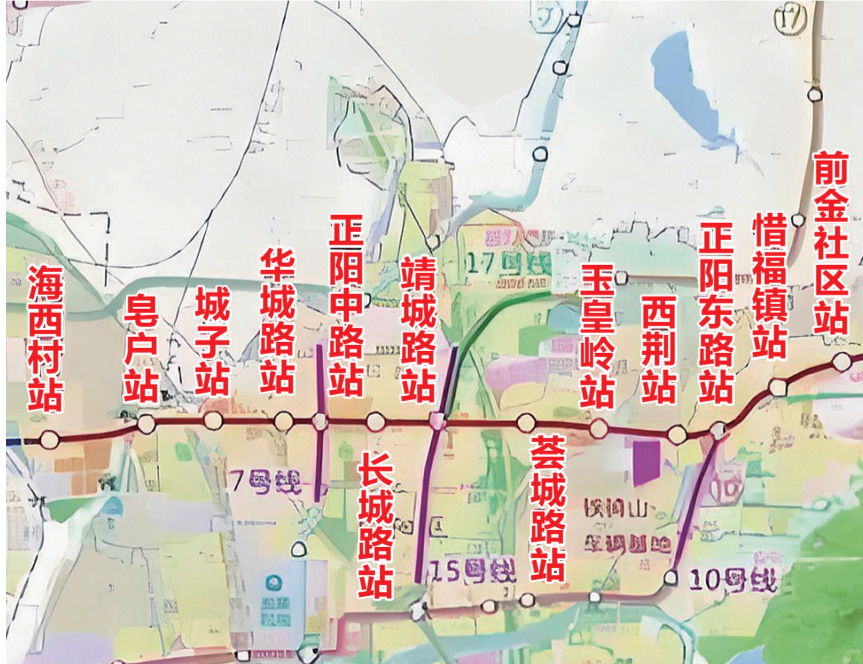 17
17号线
海西村站
皂户站
城子站
华城路站
正阳中路站
靖城路站
玉皇岭站
西荆站
正阳东路站
惜福镇站
前金社区站
7号线
长城路站
15号线
荟城路站
10号线